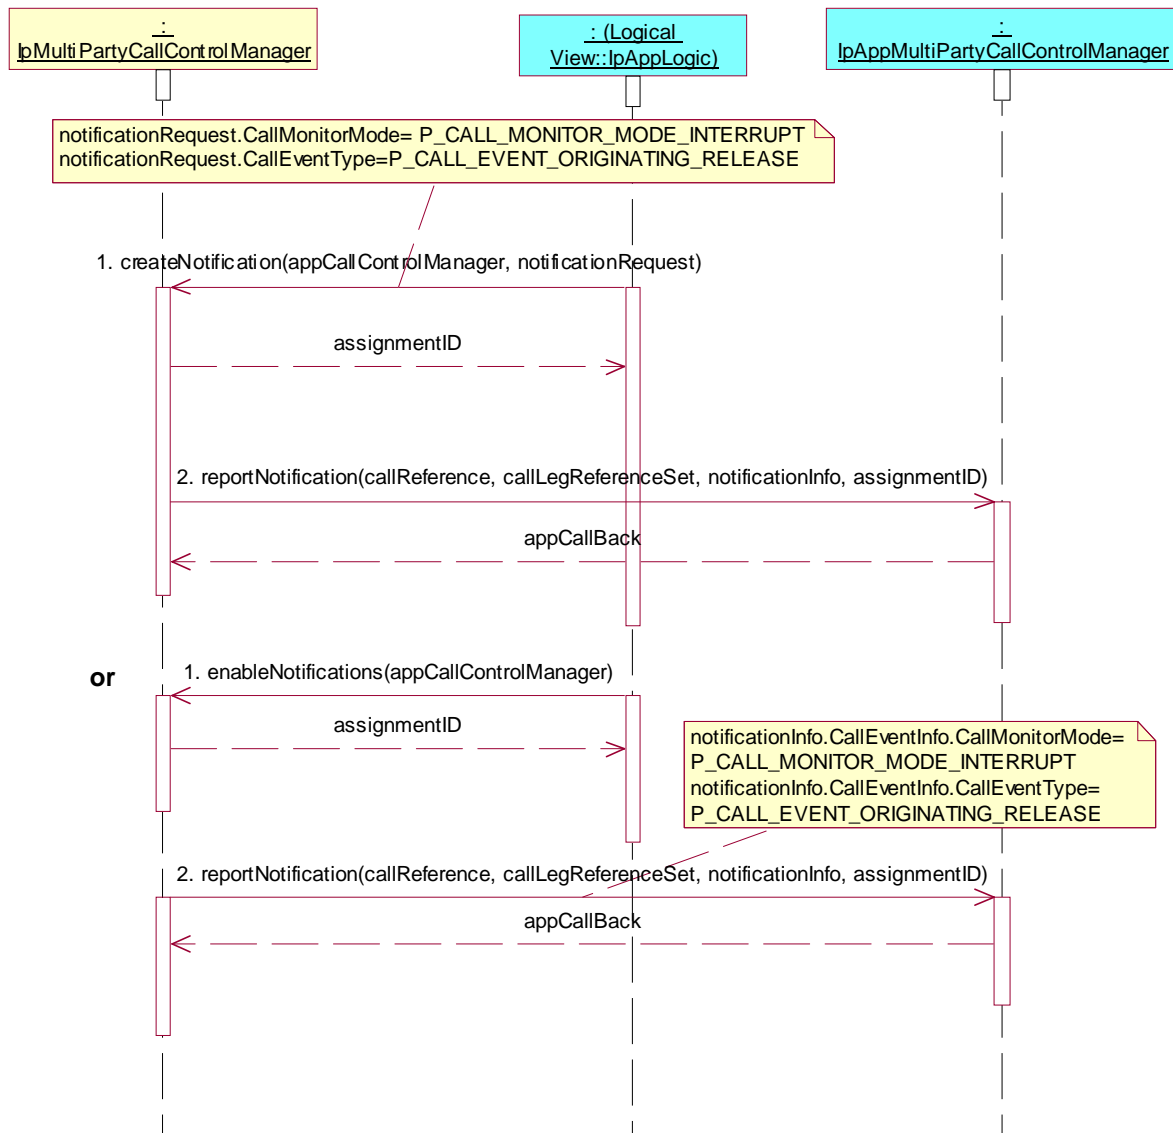 :
IpMultiPartyCallControlManager
: (Logical
View::IpAppLogic)
:
IpAppMultiPartyCallControlManager
notificationRequest.CallMonitorMode= P_CALL_MONITOR_MODE_INTERRUPT
notificationRequest.CallEventType=P_CALL_EVENT_ORIGINATING_RELEASE
1. createNotification(appCallControlManager, notificationRequest)
assignmentID
2. reportNotification(callReference, callLegReferenceSet, notificationInfo, assignmentID)
appCallBack
or
1. enableNotifications(appCallControlManager)
assignmentID
notificationInfo.CallEventInfo.CallMonitorMode=
P_CALL_MONITOR_MODE_INTERRUPT
notificationInfo.CallEventInfo.CallEventType=
P_CALL_EVENT_ORIGINATING_RELEASE
2. reportNotification(callReference, callLegReferenceSet, notificationInfo, assignmentID)
appCallBack